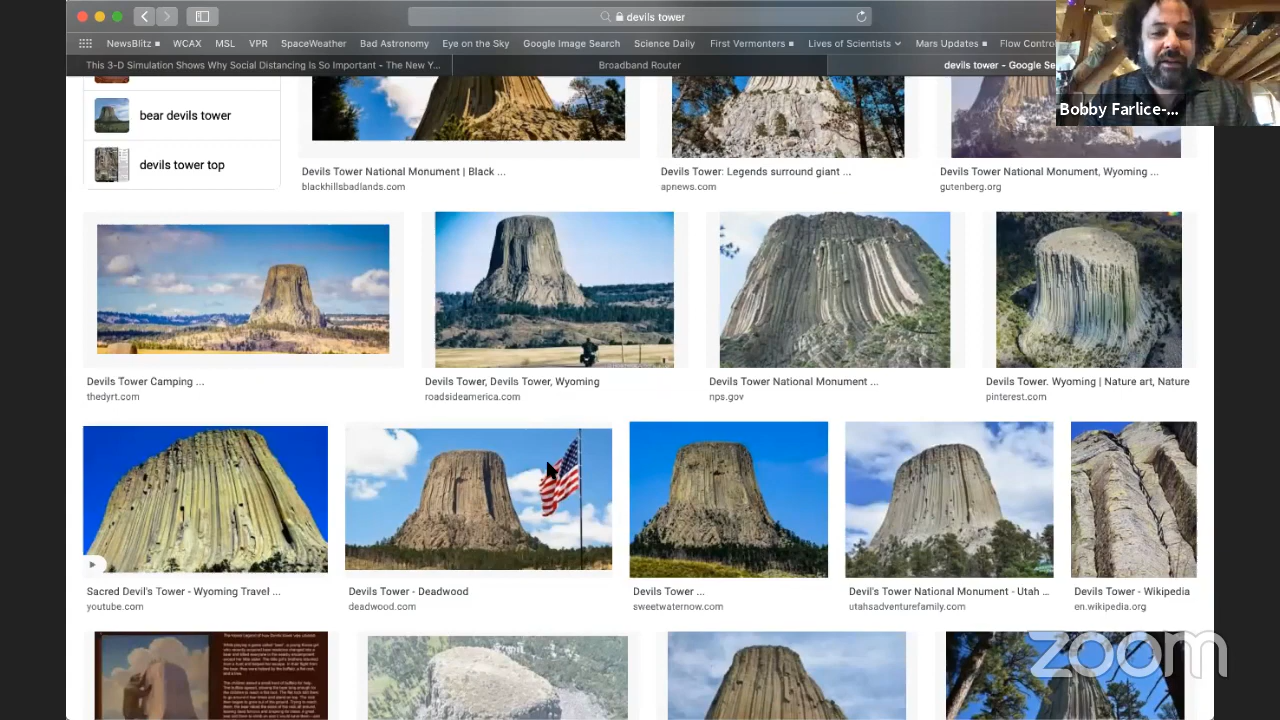 devils tower
NewsBlitz WCAX MSL VPR SpaceWeather Bad Astronomy Eye on the Sky Google Image Search Science Daily First Vermonters Lives of Scientists Mars Updates Flow
This 3-D Simulation Shows Why Social Distancing Is So Important - The New Y... Broadband Router devils tower - Google Se
Bobby Farlice-...
bear devils tower
devils tower top
Devils Tower National Monument | Black ...
blackhillsbadlands.com
Devils Tower: Legends surround giant ...
apnews.com
Devils Tower National Monument, Wyoming ...
gutenberg.org
Devils Tower Camping ...
thedyrt.com
Devils Tower, Devils Tower, Wyoming
roadsideamerica.com
Devils Tower National Monument ...
nps.gov
Devils Tower. Wyoming | Nature art, Nature
pinterest.com
Sacred Devil's Tower - Wyoming Travel ...
youtube.com
Devils Tower - Deadwood
deadwood.com
Devils Tower ...
sweetwaternow.com
Devil's Tower National Monument - Utah ...
utahsadventurefamily.com
Devils Tower - Wikipedia
en.wikipedia.org
zoom